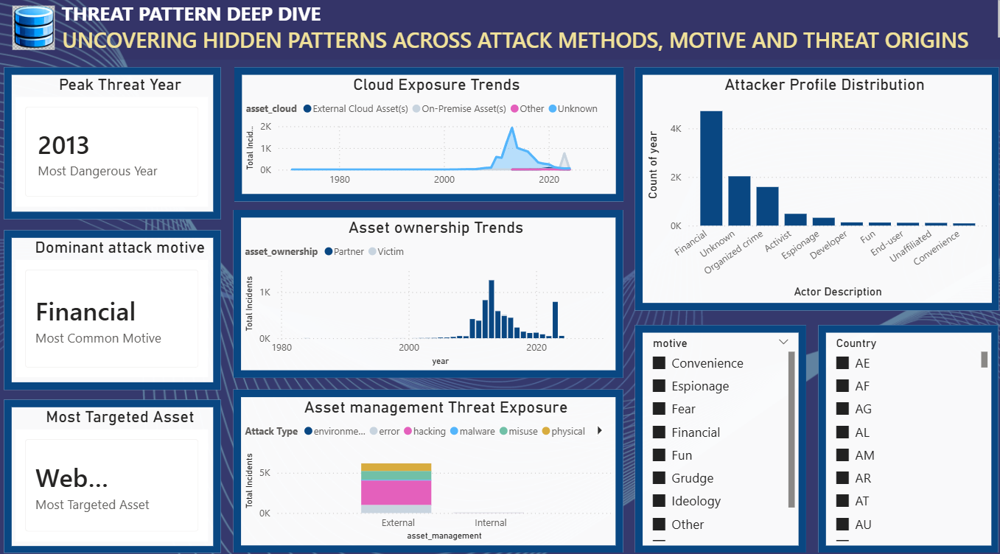 THREAT PATTERN DEEP DIVE
UNCOVERING HIDDEN PATTERNS ACROSS ATTACK METHODS, MOTIVE AND THREAT ORIGINS
Peak Threat Year
2013
Most Dangerous Year
Dominant attack motive
Financial
Most Common Motive
Most Targeted Asset
Web...
Most Targeted Asset
Cloud Exposure Trends
asset_cloud External Cloud Asset(s) On-Premise Asset(s) Other Unknown
Total Incid...
2K
1K
0K
1980 2000 2020
Asset ownership Trends
asset_ownership Partner Victim
Total Incidents
1K
0K
1980 2000 2020
year
Asset management Threat Exposure
Attack Type environme... error hacking malware misuse physical
Total Incidents
5K
0K
External Internal
asset_management
Attacker Profile Distribution
Count of year
4K
2K
0K
Financial
Unknown
Organized crime
Activist
Espionage
Developer
Fun
End-user
Unaffiliated
Convenience
Actor Description
motive
Convenience
Espionage
Fear
Financial
Fun
Grudge
Ideology
Other
Country
AE
AF
AG
AL
AM
AR
AT
AU